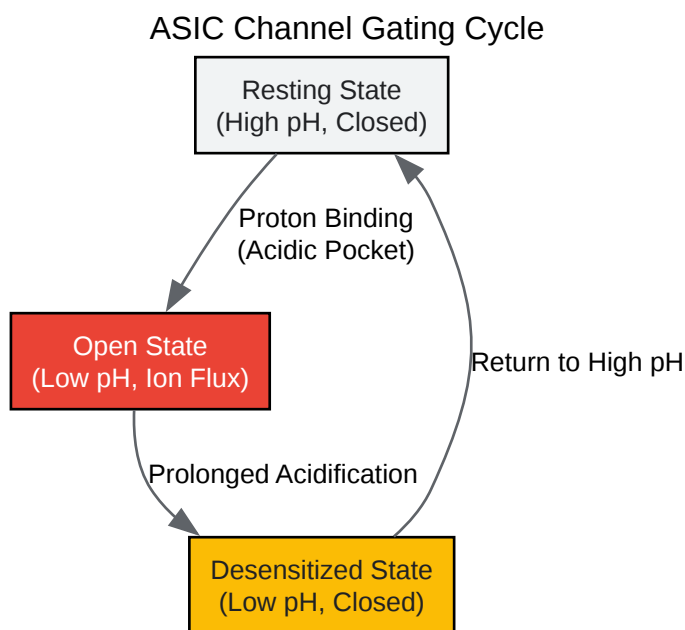 ASIC Channel Gating Cycle
Resting State
(High pH, Closed)
Proton Binding
(Acidic Pocket)
Open State
(Low pH, Ion Flux)
Return to High pH
Prolonged Acidification
Desensitized State
(Low pH, Closed)